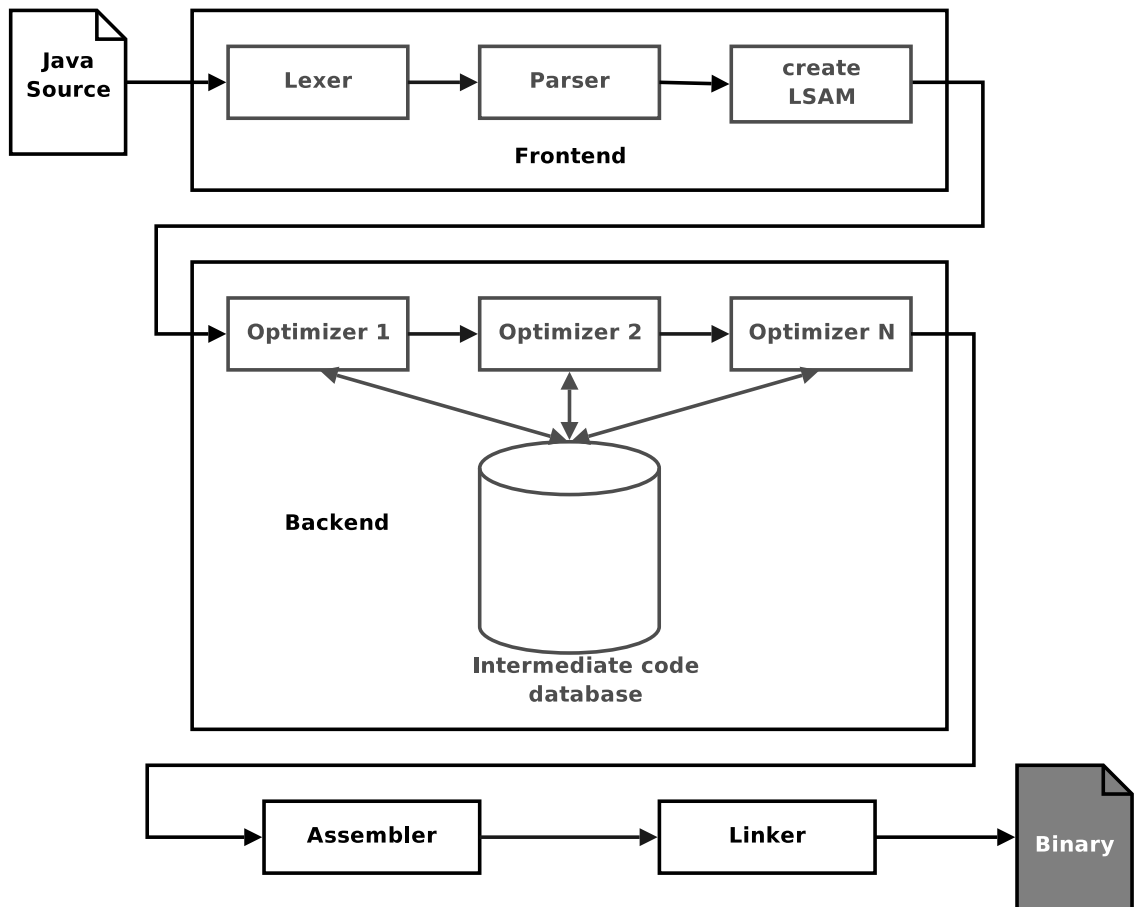 Java
Source
Lexer
Parser
create
LSAM
Frontend
Optimizer 1
Optimizer 2
Optimizer N
Backend
Intermediate code
database
Assembler
Linker
Binary